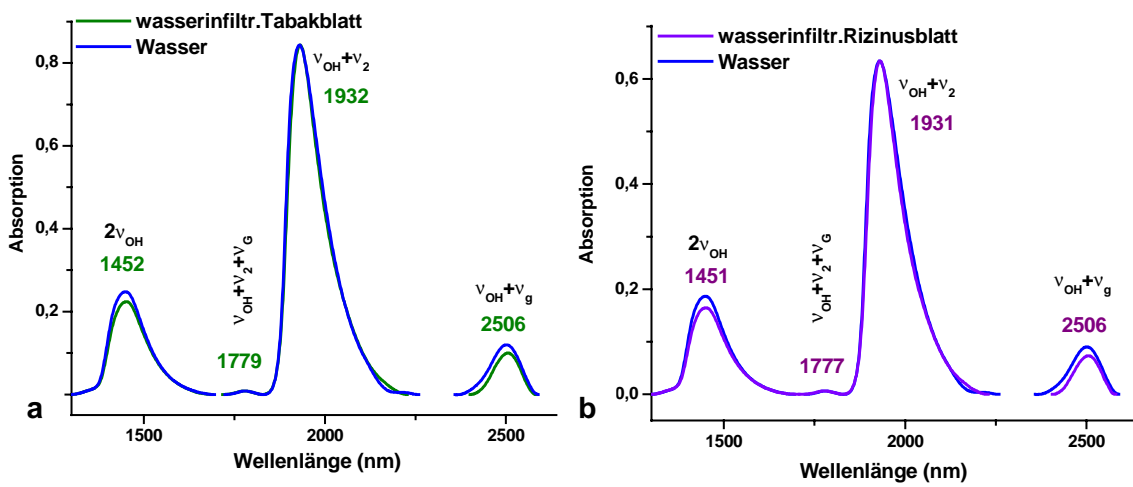 wasserinfiltr.Tabakblatt
Wasser
0,8
0,6
0,4
0,2
Absorption
2νOH
1452
νOH+ν2+νG
1779
νOH+ν2
1932
νOH+νg
2506
a
1500
2000
2500
Wellenlänge (nm)
wasserinfiltr.Rizinusblatt
Wasser
0,6
0,4
0,2
0,0
Absorption
2νOH
1451
νOH+ν2+νG
1777
νOH+ν2
1931
νOH+νg
2506
b
1500
2000
2500
Wellenlänge (nm)